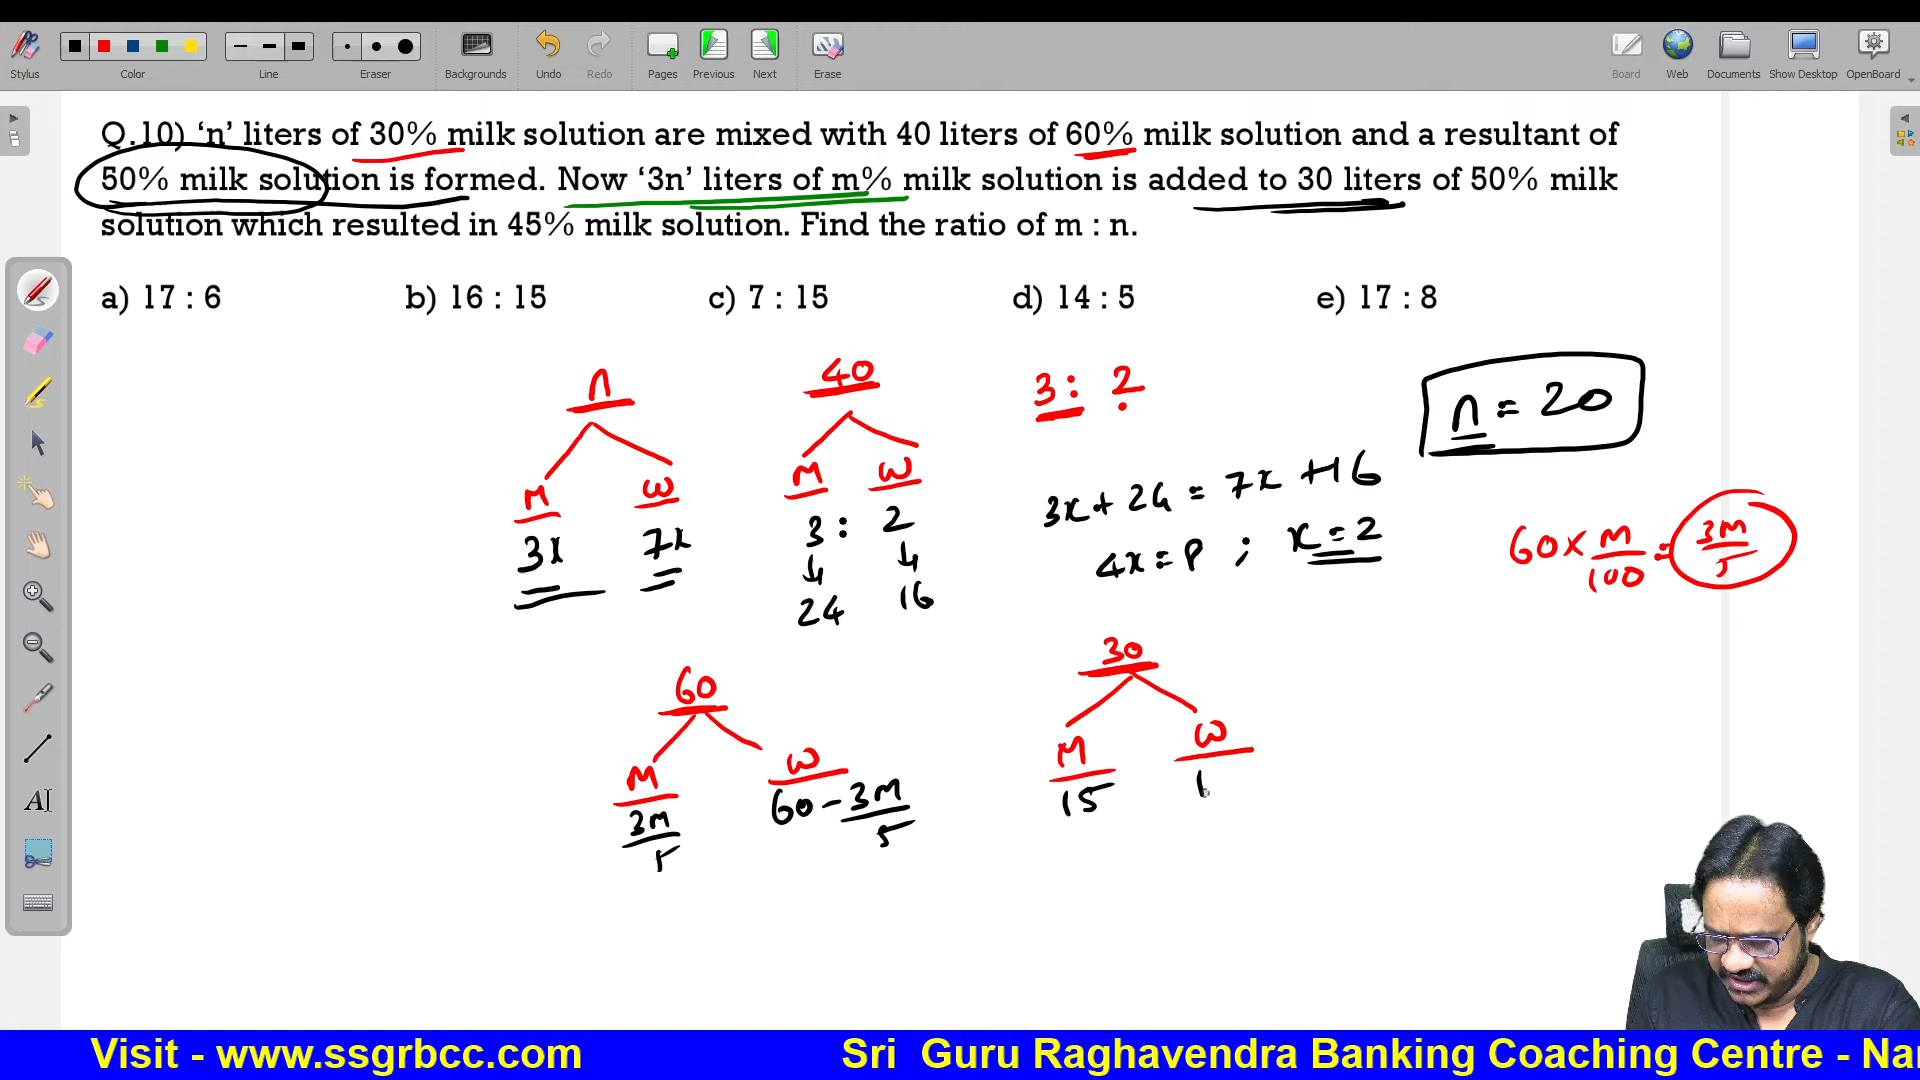 Stylus Color Line Eraser Backgrounds Undo Redo Pages Previous Next Erase Board Web Documents Show Desktop OpenBoard
Q.10) ‘n’ liters of 30% milk solution are mixed with 40 liters of 60% milk solution and a resultant of
50% milk solution is formed. Now ‘3n’ liters of m% milk solution is added to 30 liters of 50% milk
solution which resulted in 45% milk solution. Find the ratio of m : n.
a) 17 : 6 b) 16 : 15 c) 7 : 15 d) 14 : 5 e) 17 : 8
n 40 3 : 2 n = 20
M W M W
3x 7x 3 : 2
24 16
3x + 24 = 7x + 16
4x = 8 ; x = 2
60 × M/100 = 3M/5
60 30
M W M W
3M/5 60 - 3M/5 15 1
Visit - www.ssgrbcc.com Sri Guru Raghavendra Banking Coaching Centre - Nan